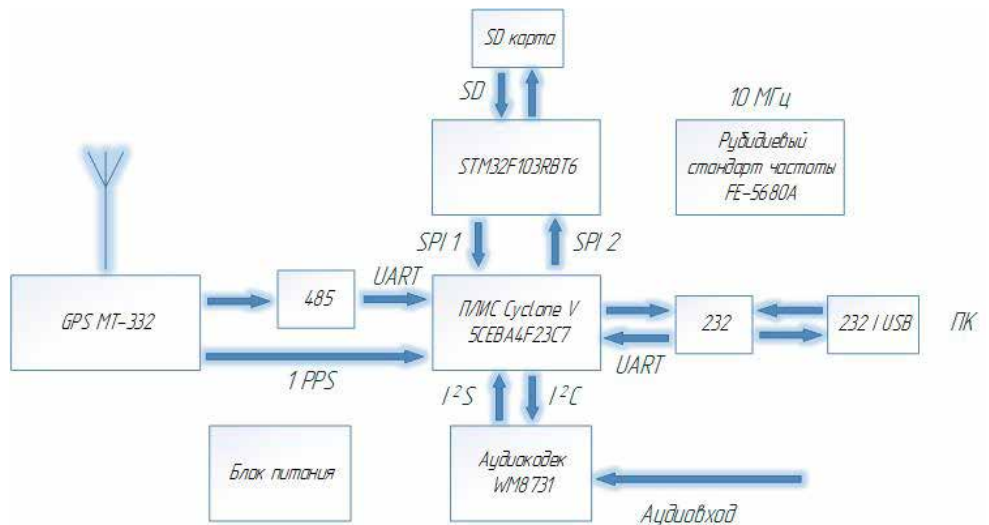 SD карта
SD
10 МГц
STM32F103RBT6
Рубидиевый
стандарт частоты
FE-5680A
SPI 1
SPI 2
GPS МТ-332
485
UART
ПЛИС Cyclone V
5CEBA4F23C7
232
232 / USB
ПК
UART
1 PPS
I²S
I²C
Блок питания
Аудиокодек
WM8731
Аудиовход